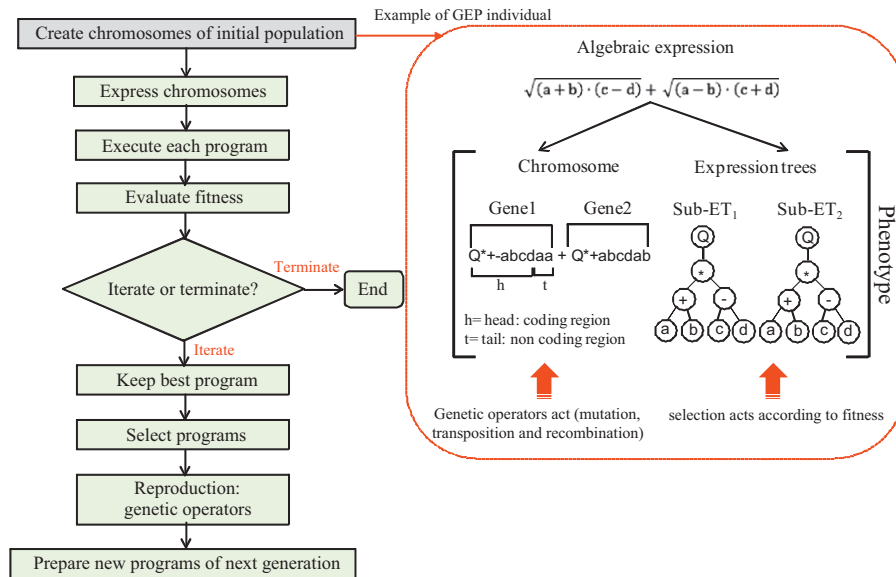 Create chromosomes of initial population
Express chromosomes
Execute each program
Evaluate fitness
Iterate or terminate?
Terminate
End
Iterate
Keep best program
Select programs
Reproduction:
genetic operators
Prepare new programs of next generation
Example of GEP individual
Algebraic expression
√(a+b)·(c−d) + √(a−b)·(c+d)
Chromosome
Expression trees
Gene1
Gene2
Q*+-abcdaa + Q*+abcdab
h
t
h= head: coding region
t= tail: non coding region
Sub-ET₁
Sub-ET₂
Q
*
+ -
a b c d
Q
*
+ -
a b c d
Phenotype
Genetic operators act (mutation,
transposition and recombination)
selection acts according to fitness